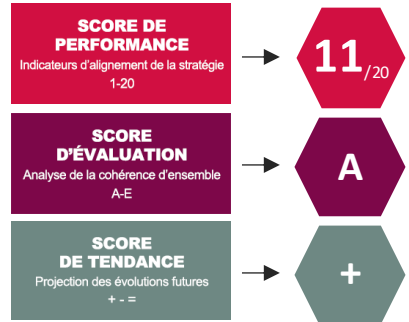 SCORE DE
PERFORMANCE
Indicateurs d'alignement de la stratégie
1-20
11/20
SCORE
D'ÉVALUATION
Analyse de la cohérence d'ensemble
A-E
A
SCORE
DE TENDANCE
Projection des évolutions futures
+ - =
+